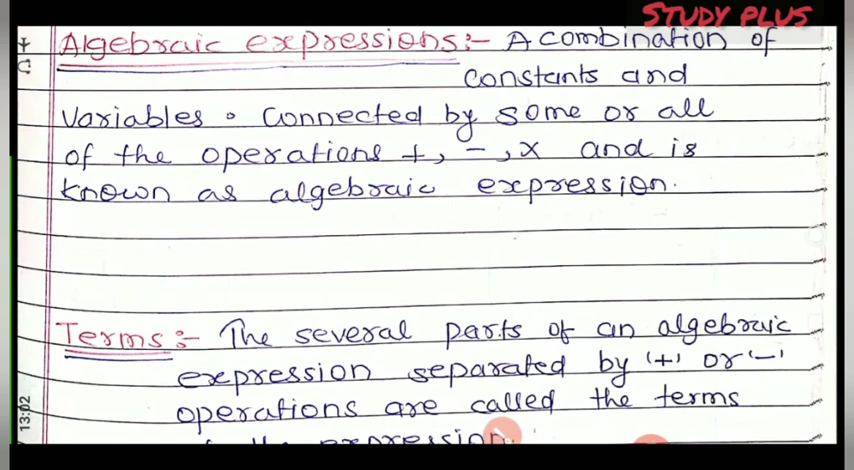 STUDY PLUS
Algebraic expressions:- A combination of
constants and
Variables. Connected by some or all
of the operations +, -, x and is
known as algebraic expression.
Terms:- The several parts of an algebraic
expression separated by '+' or '-'
operations are called the terms
the expression.
13:02